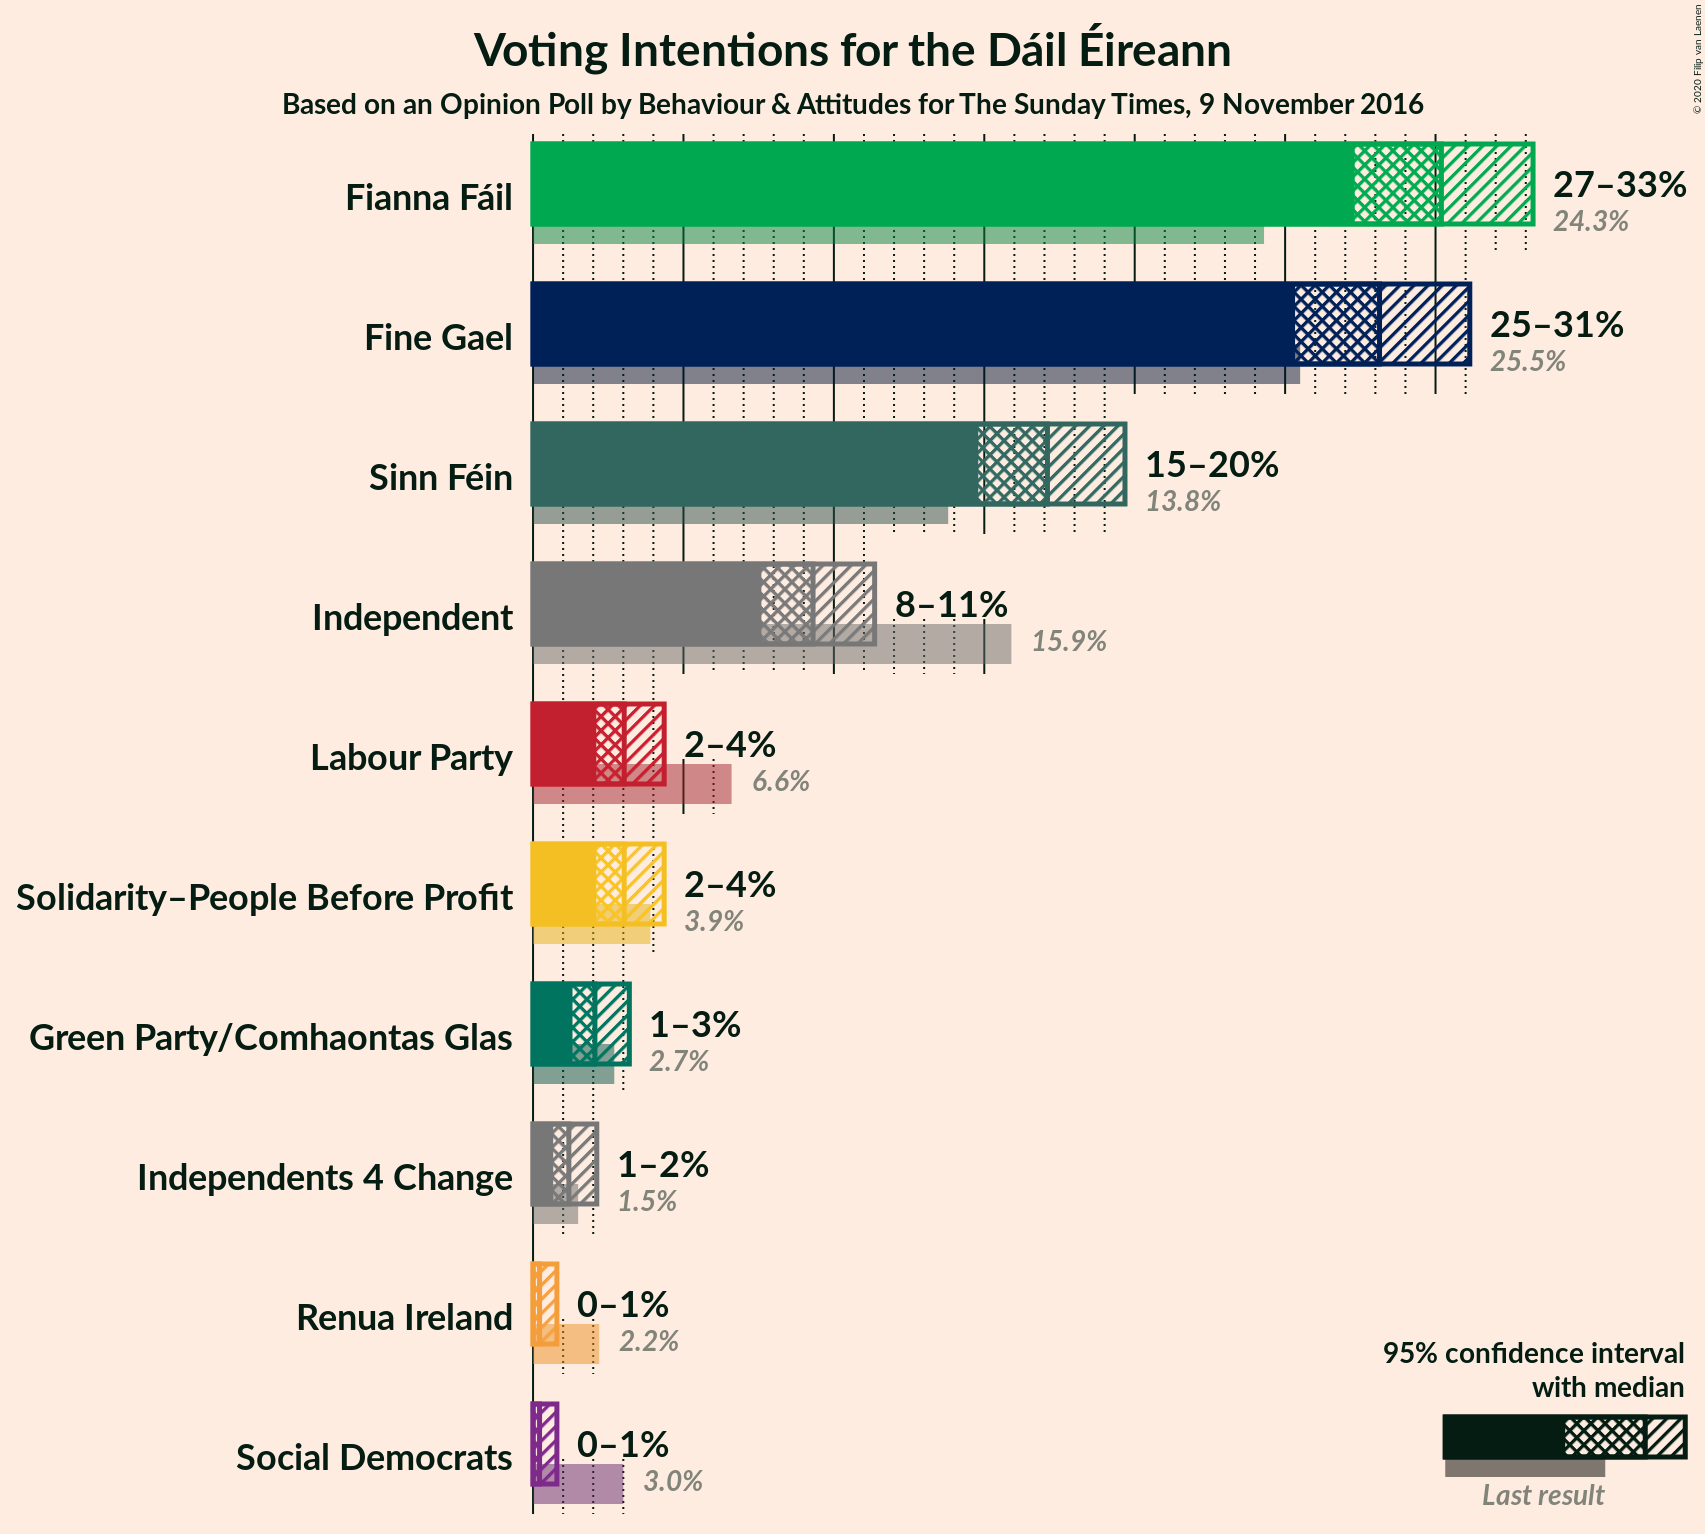 Voting Intentions for the Dáil Éireann
Based on an Opinion Poll by Behaviour & Attitudes for The Sunday Times, 9 November 2016
© 2020 Filip van Laenen
Fianna Fáil
27–33%
24.3%
Fine Gael
25–31%
25.5%
Sinn Féin
15–20%
13.8%
Independent
8–11%
15.9%
Labour Party
2–4%
6.6%
Solidarity–People Before Profit
2–4%
3.9%
Green Party/Comhaontas Glas
1–3%
2.7%
Independents 4 Change
1–2%
1.5%
Renua Ireland
0–1%
2.2%
Social Democrats
0–1%
3.0%
95% confidence interval
with median
Last result